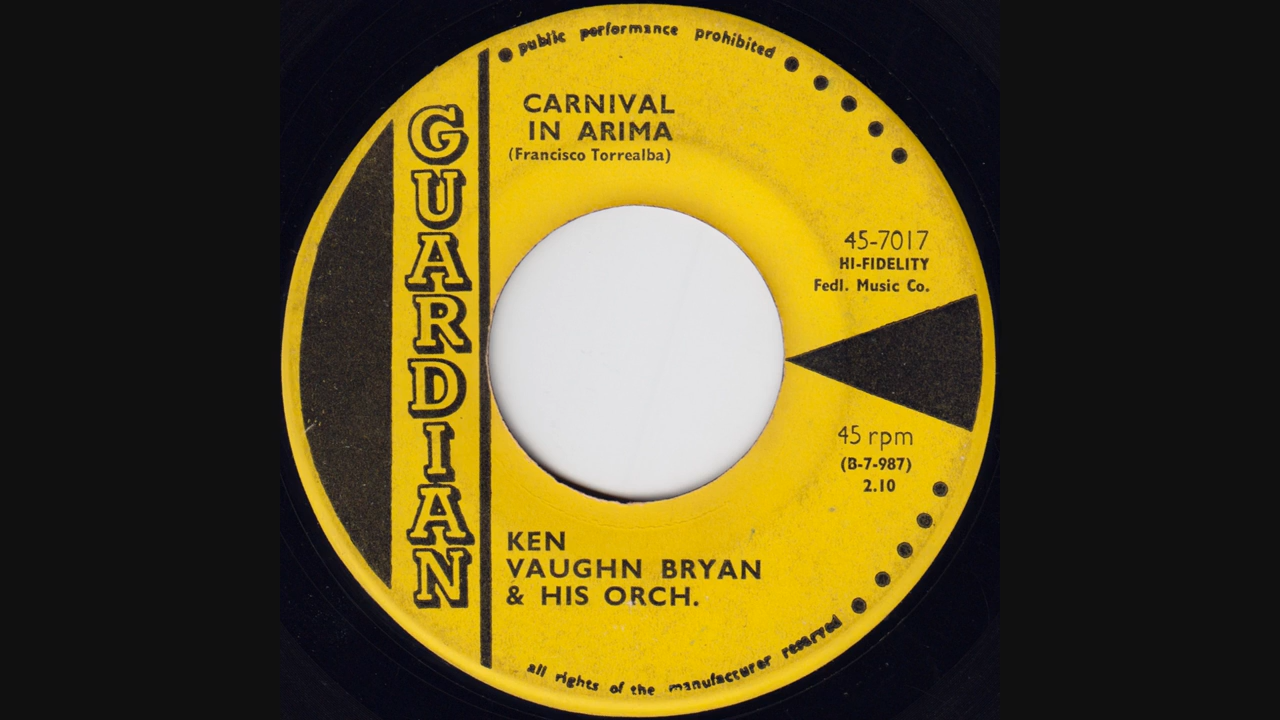 public performance prohibited
CARNIVAL
IN ARIMA
(Francisco Torrealba)
GUARDIAN
45-7017
HI-FIDELITY
Fedl. Music Co.
45 rpm
(B-7-987)
2.10
KEN
VAUGHN BRYAN
& HIS ORCH.
all rights of the manufacturer reserved